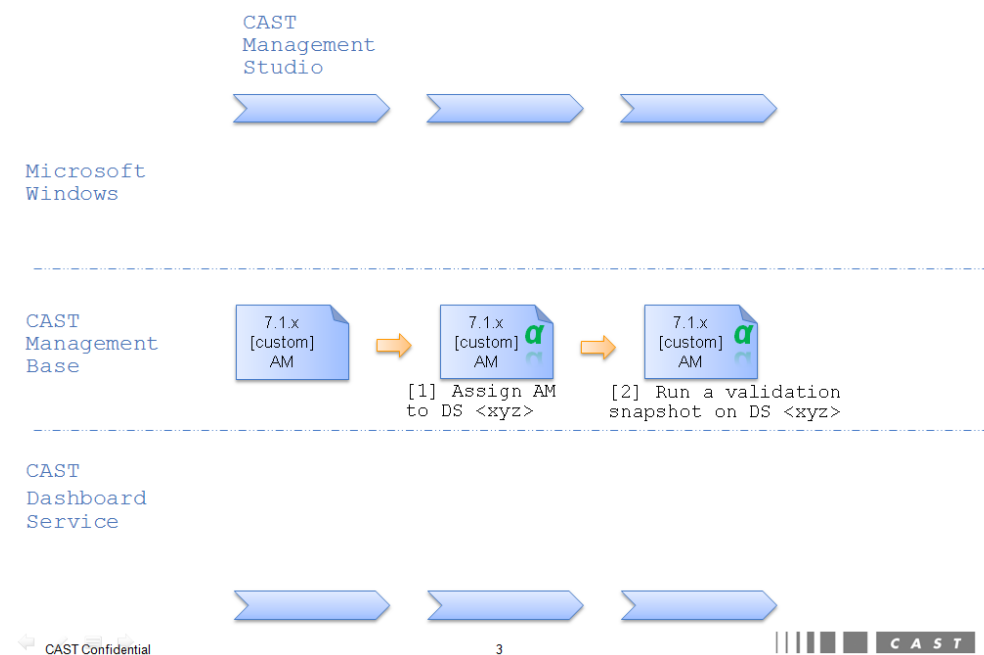 CAST
Management
Studio
Microsoft
Windows
CAST
Management
Base
7.1.x
[custom]
AM
7.1.x
[custom]
AM
α
[1] Assign AM
to DS <xyz>
7.1.x
[custom]
AM
α
[2] Run a validation
snapshot on DS <xyz>
CAST
Dashboard
Service
CAST Confidential
3
CAST